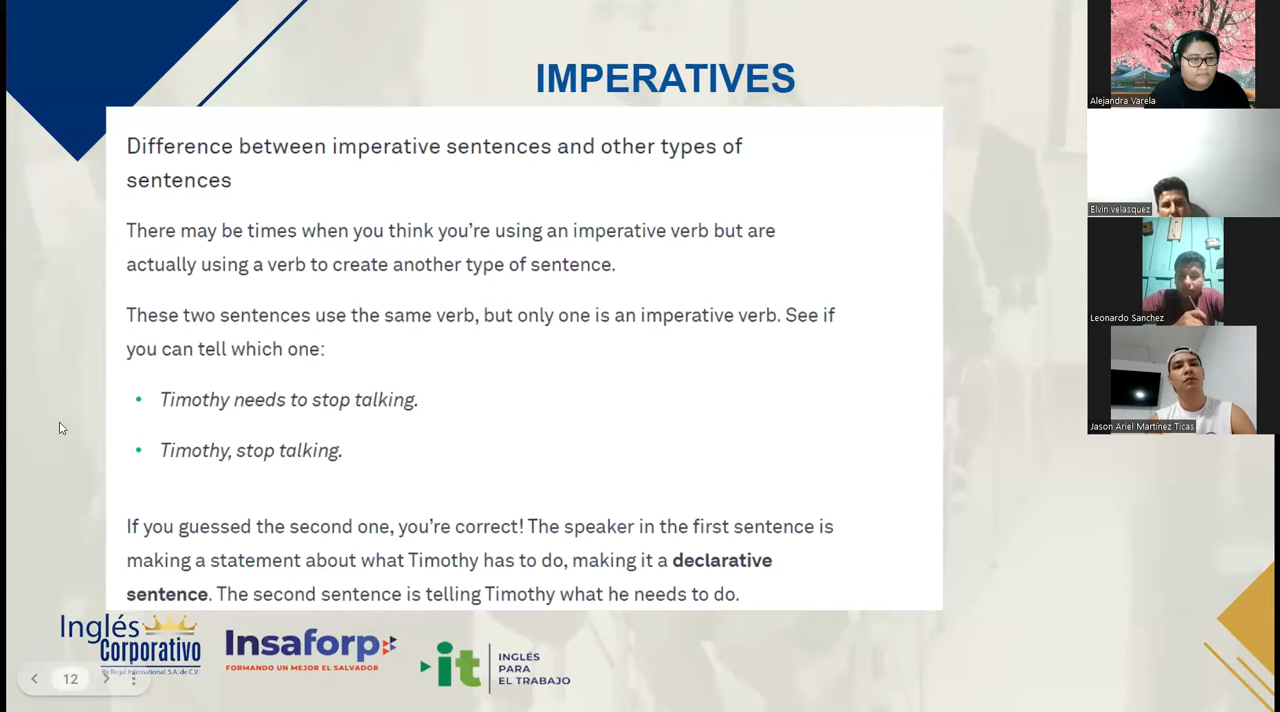 IMPERATIVES
Difference between imperative sentences and other types of
sentences
There may be times when you think you're using an imperative verb but are
actually using a verb to create another type of sentence.
These two sentences use the same verb, but only one is an imperative verb. See if
you can tell which one:
• Timothy needs to stop talking.
• Timothy, stop talking.
If you guessed the second one, you're correct! The speaker in the first sentence is
making a statement about what Timothy has to do, making it a declarative
sentence. The second sentence is telling Timothy what he needs to do.
Inglés
Corporativo
By Regal International, S.A. de C.V.
Insaforp
FORMANDO UN MEJOR EL SALVADOR
it
INGLÉS
PARA
EL TRABAJO
12
Alejandra Varela
Elvin velasquez
Leonardo Sanchez
Jason Ariel Martínez Ticas